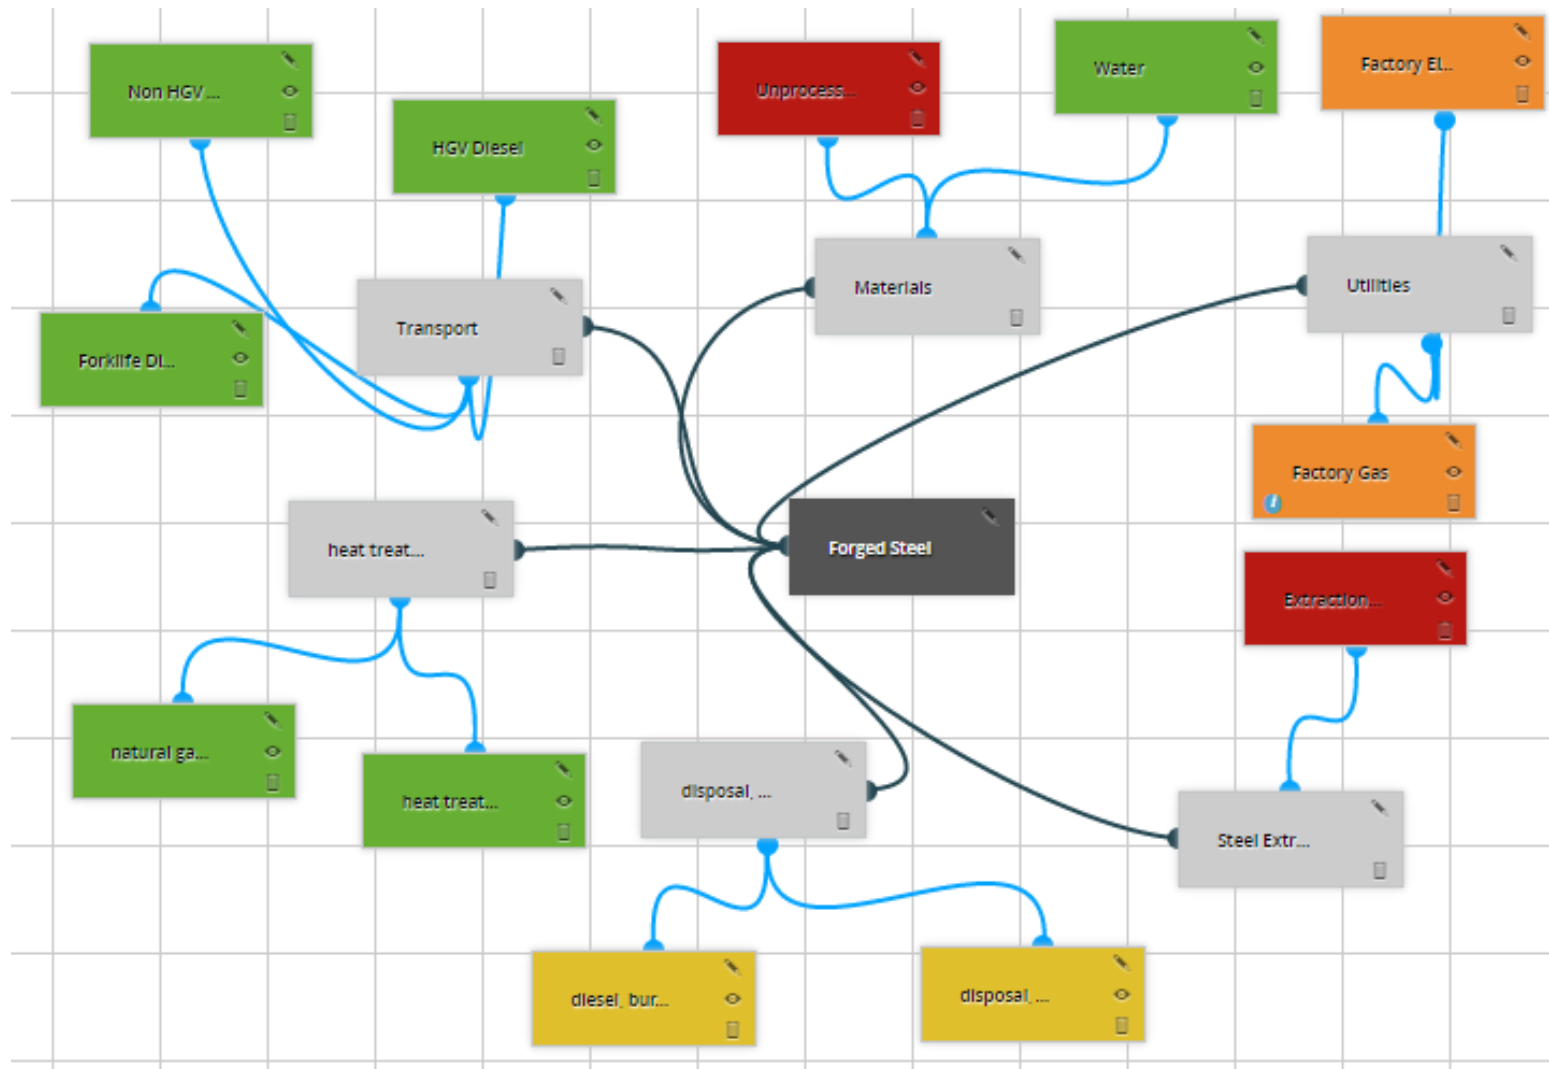 Non HGV ...
HGV Diesel
Unprocess...
Water
Factory El...
Transport
Materials
Utilities
Forklife Di...
Factory Gas
heat treat...
Forged Steel
Extraction...
natural ga...
heat treat...
disposal, ...
Steel Extr...
diesel, bur...
disposal, ...